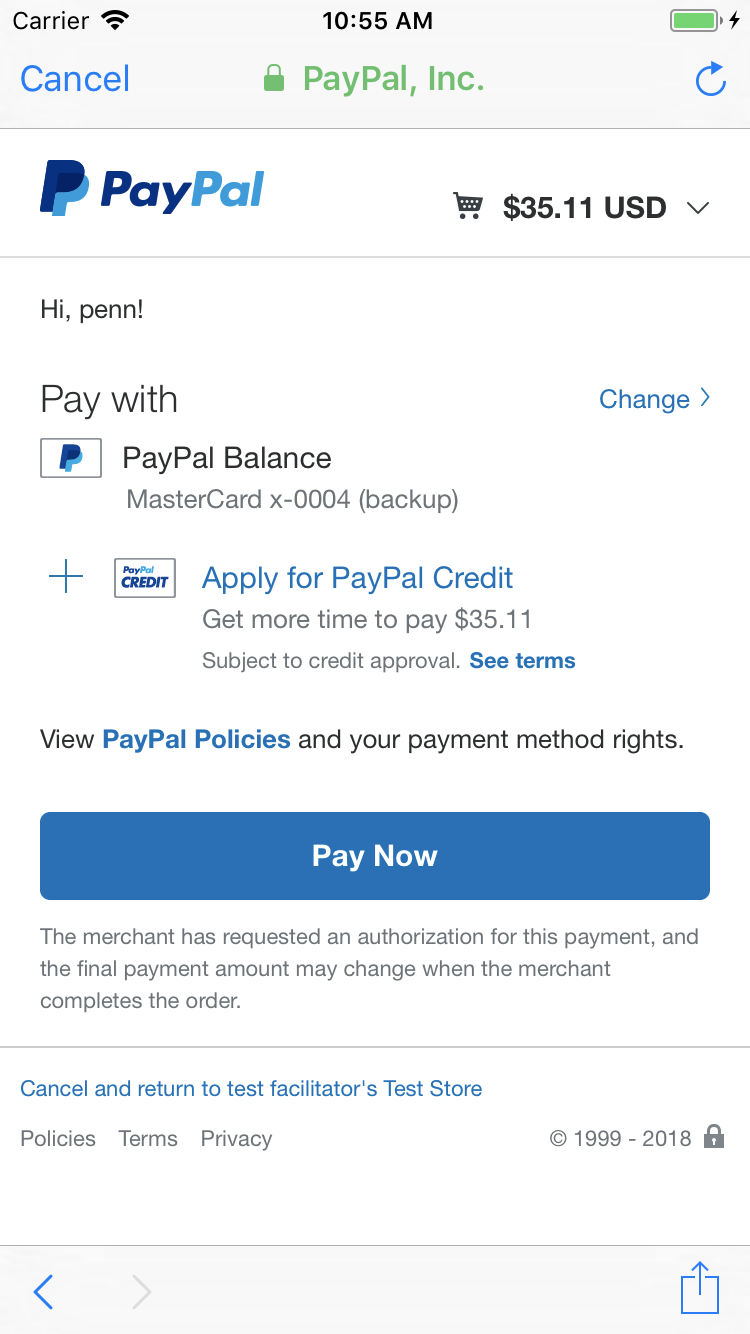 Carrier 10:55 AM
Cancel PayPal, Inc.
PayPal $35.11 USD
Hi, penn!
Pay with Change
PayPal Balance
MasterCard x-0004 (backup)
PayPal CREDIT Apply for PayPal Credit
Get more time to pay $35.11
Subject to credit approval. See terms
View PayPal Policies and your payment method rights.
Pay Now
The merchant has requested an authorization for this payment, and
the final payment amount may change when the merchant
completes the order.
Cancel and return to test facilitator's Test Store
Policies Terms Privacy © 1999 - 2018